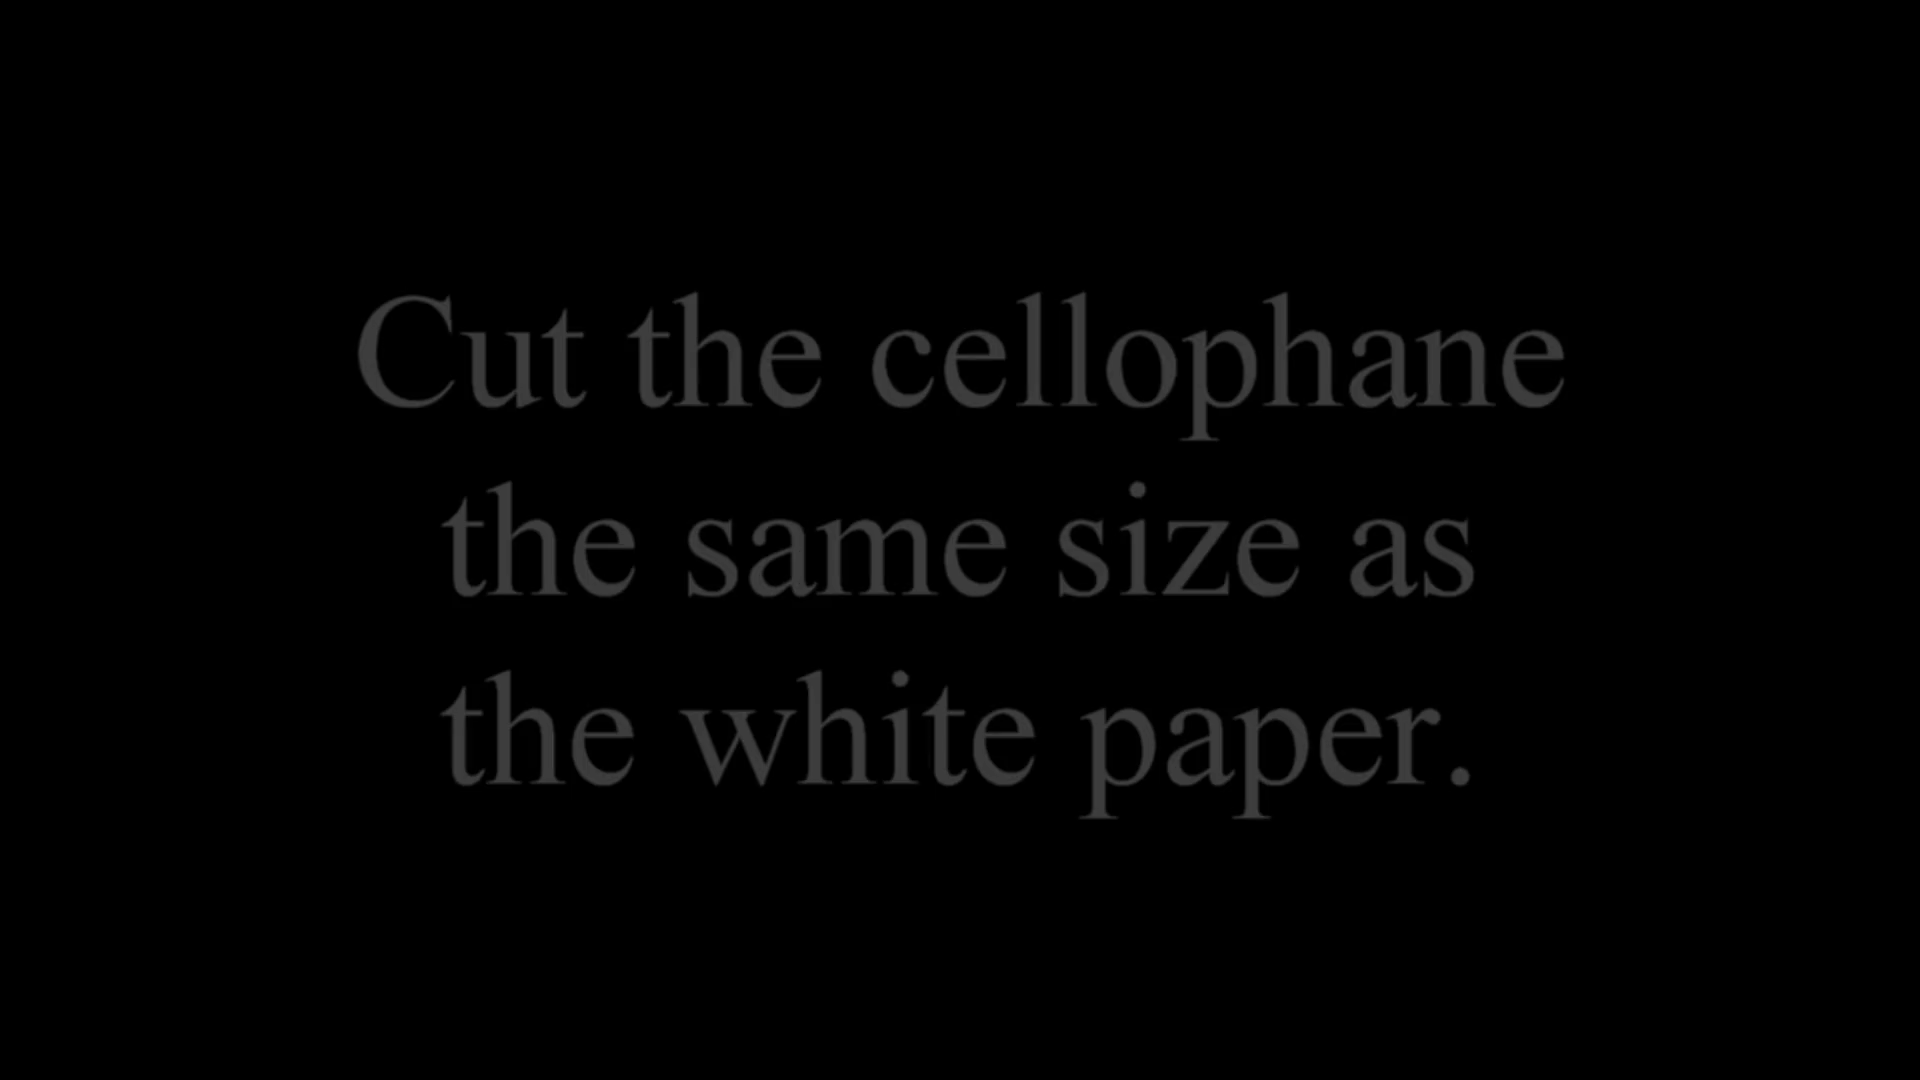 Cut the cellophane
the same size as
the white paper.